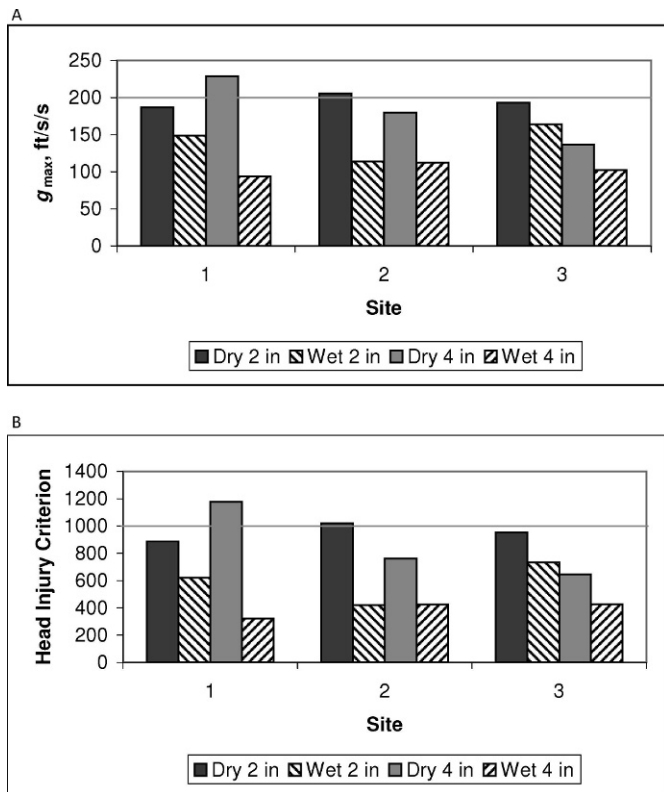 A
g max, ft/s/s
250
200
150
100
50
0
1 2 3
Site
Dry 2 in Wet 2 in Dry 4 in Wet 4 in
B
Head Injury Criterion
1400
1200
1000
800
600
400
200
0
1 2 3
Site
Dry 2 in Wet 2 in Dry 4 in Wet 4 in